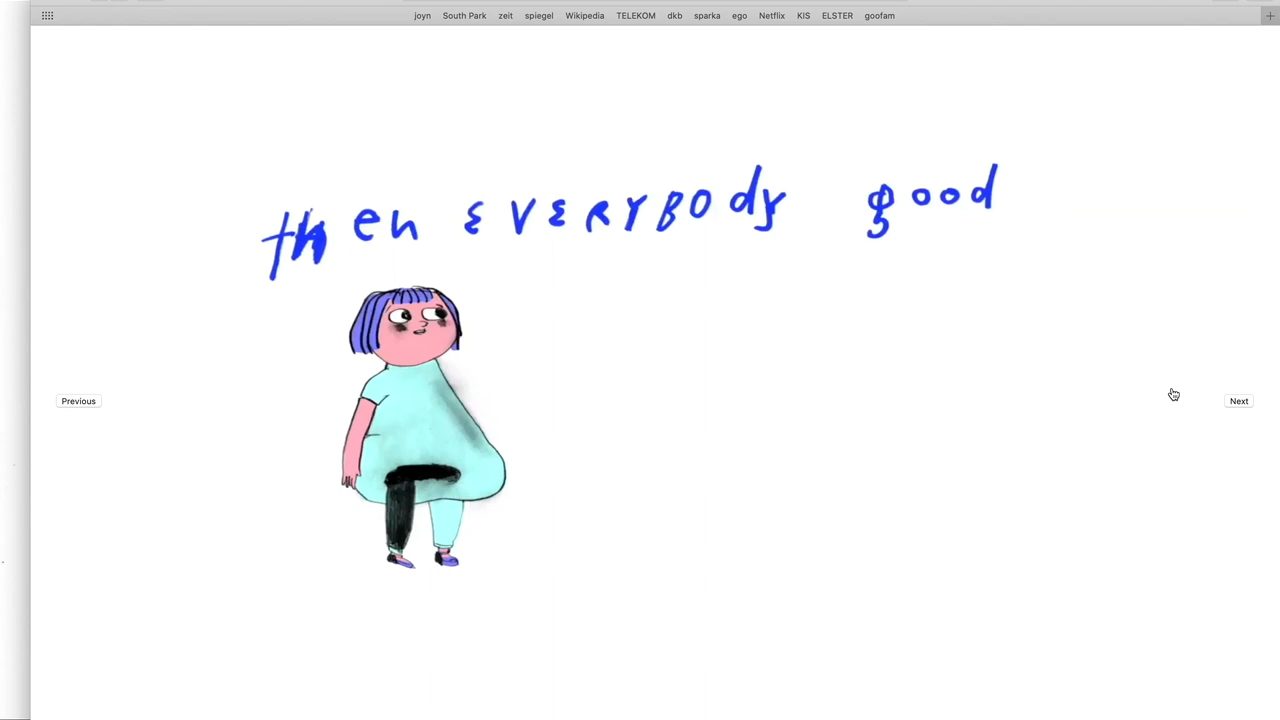 joyn South Park zeit spiegel Wikipedia TELEKOM dkb sparka ego Netflix KIS ELSTER goofam
then EVERYBODY good
Previous
Next